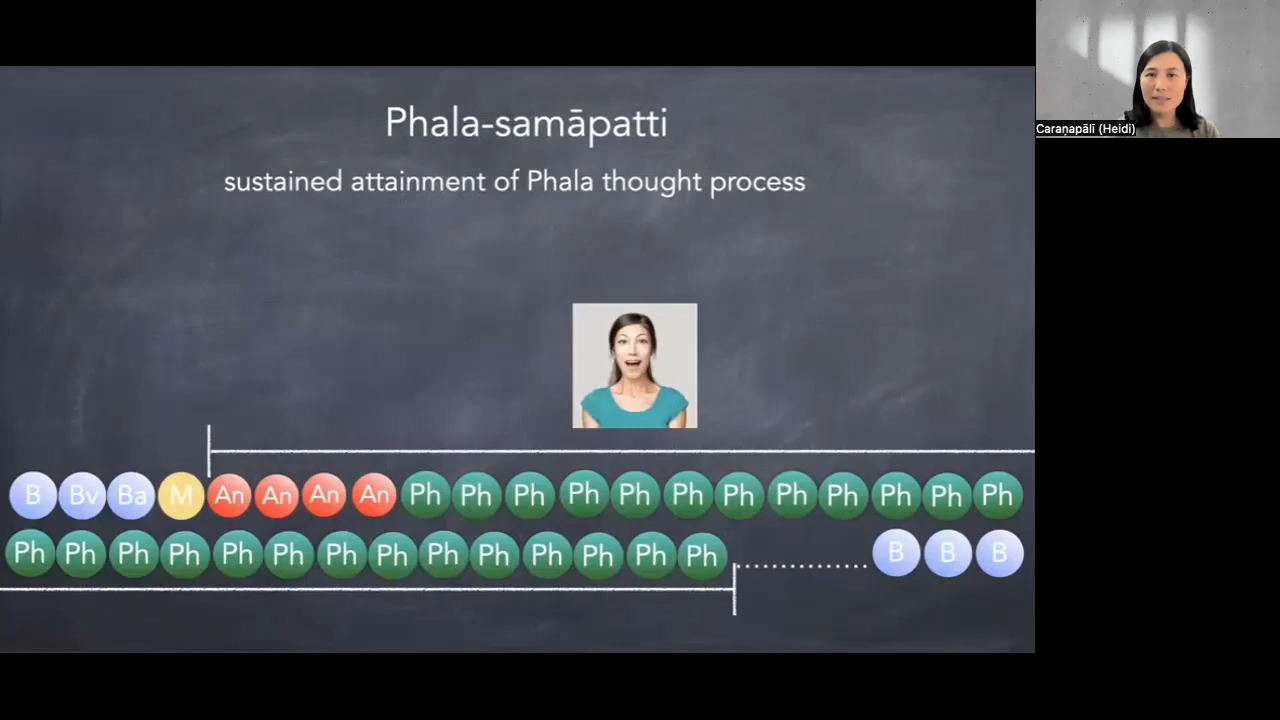 Phala-samāpatti
sustained attainment of Phala thought process
Caraṇapālī (Heidi)
B Bv Ba M An An An An Ph Ph Ph Ph Ph Ph Ph Ph Ph Ph Ph Ph
Ph Ph Ph Ph Ph Ph Ph Ph Ph Ph Ph Ph Ph Ph B B B